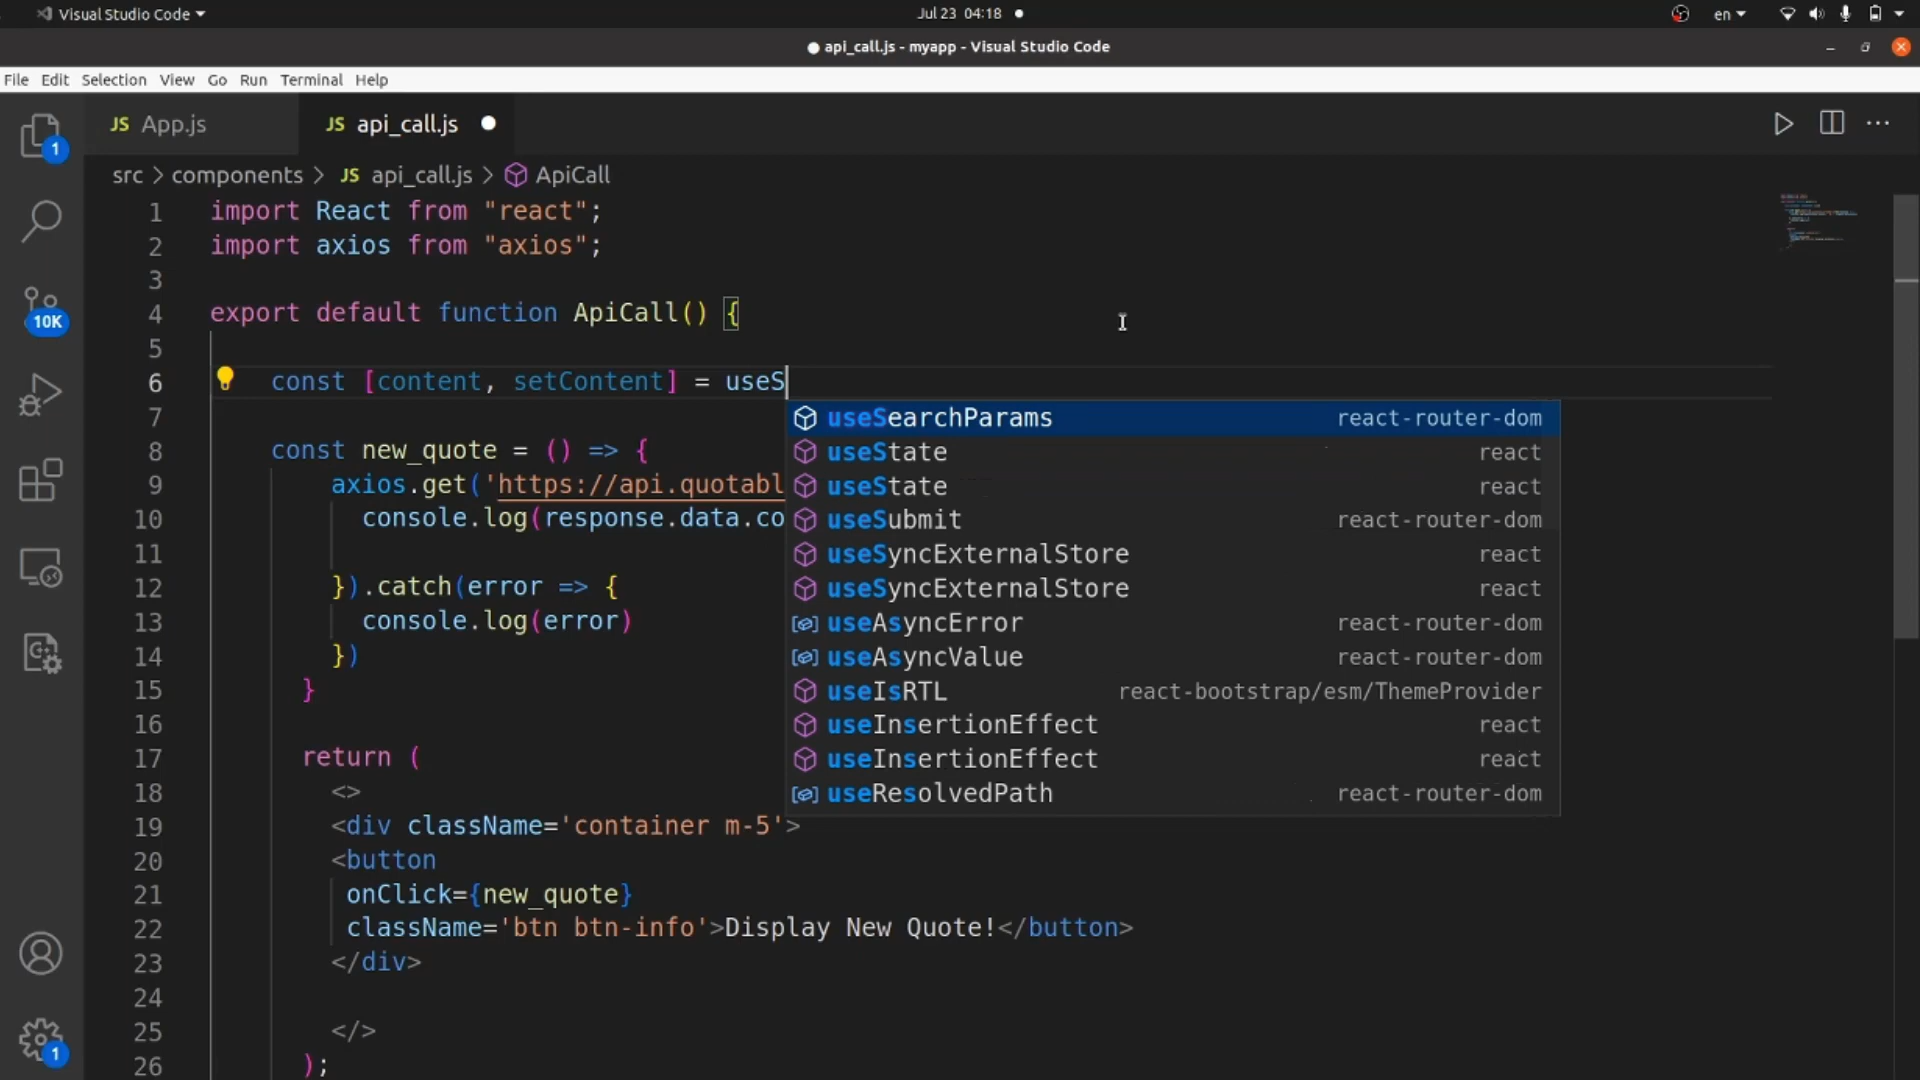 Visual Studio Code
Jul 23 04:18
en
api_call.js - myapp - Visual Studio Code
File Edit Selection View Go Run Terminal Help
JS App.js
JS api_call.js
1
src > components > JS api_call.js > ApiCall
1 import React from "react";
2 import axios from "axios";
3
4 export default function ApiCall() {
5
6 const [content, setContent] = useS
7
8 const new_quote = () => {
9 axios.get('https://api.quotabl
10 console.log(response.data.co
11
12 }).catch(error => {
13 console.log(error)
14 })
15 }
16
17 return (
18 <>
19 <div className='container m-5'>
20 <button
21 onClick={new_quote}
22 className='btn btn-info'>Display New Quote!</button>
23 </div>
24
25 </>
26 );
useSearchParams react-router-dom
useState react
useState react
useSubmit react-router-dom
useSyncExternalStore react
useSyncExternalStore react
useAsyncError react-router-dom
useAsyncValue react-router-dom
useIsRTL react-bootstrap/esm/ThemeProvider
useInsertionEffect react
useInsertionEffect react
useResolvedPath react-router-dom
10K
1